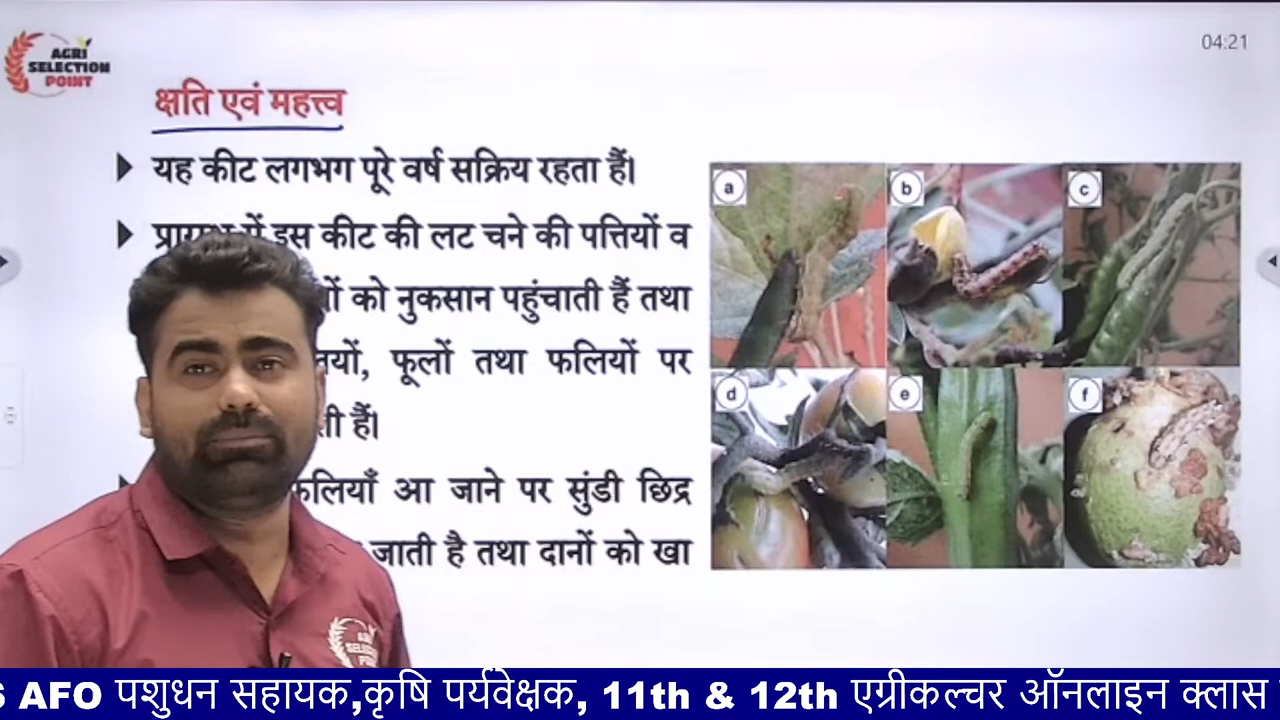 AGRI
SELECTION
POINT
04:21
क्षति एवं महत्त्व
यह कीट लगभग पूरे वर्ष सक्रिय रहता हैं।
इस कीट की लट चने की पत्तियों व
को नुकसान पहुंचाती हैं तथा
फूलों तथा फलियों पर
हैं।
फलियाँ आ जाने पर सुंडी छिद्र
जाती है तथा दानों को खा
a
b
c
d
e
f
SELECTION
POINT
AFO पशुधन सहायक,कृषि पर्यवेक्षक, 11th & 12th एग्रीकल्चर ऑनलाइन क्लास